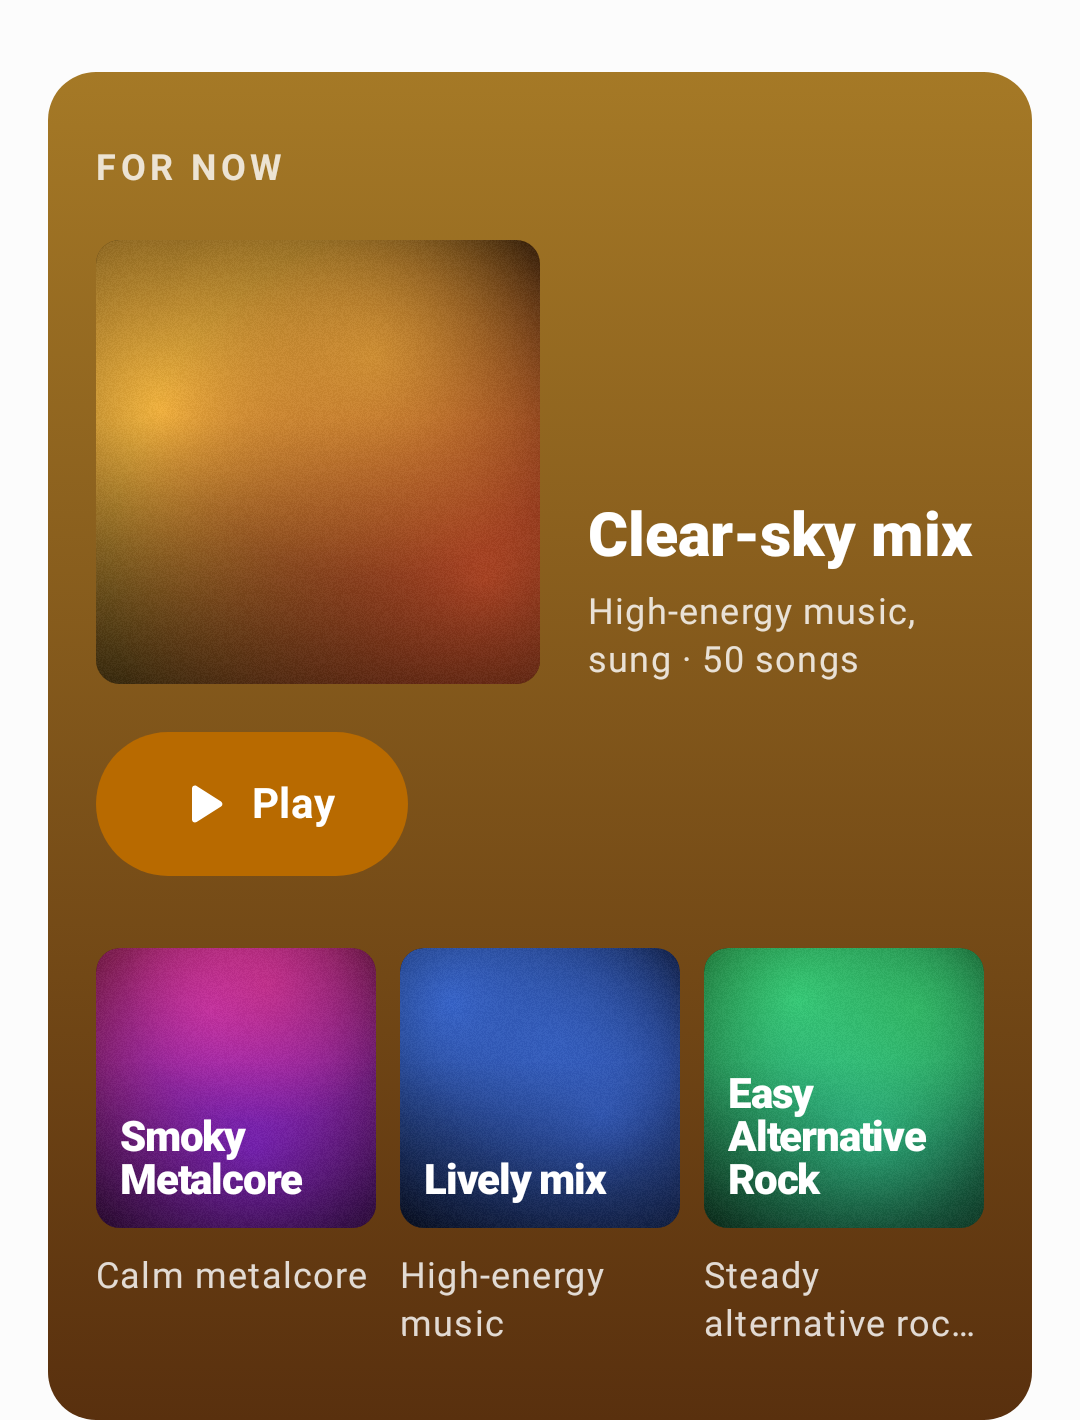 FOR NOW
Clear-sky mix
High-energy music,
sung · 50 songs
Play
Smoky
Metalcore
Lively mix
Easy
Alternative
Rock
Calm metalcore
High-energy
music
Steady
alternative roc…